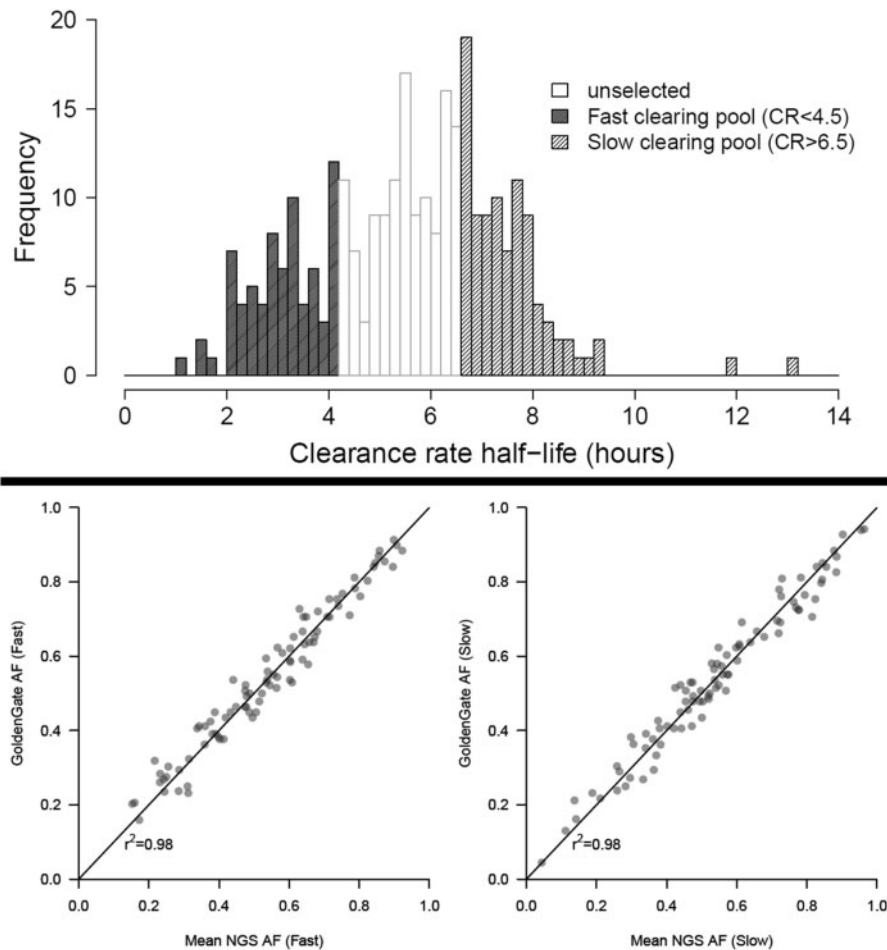 20
15
10
5
0
Frequency
unselected
Fast clearing pool (CR<4.5)
Slow clearing pool (CR>6.5)
0 2 4 6 8 10 12 14
Clearance rate half−life (hours)
1.0
0.8
0.6
0.4
0.2
0.0
GoldenGate AF (Fast)
r²=0.98
0.0 0.2 0.4 0.6 0.8 1.0
Mean NGS AF (Fast)
1.0
0.8
0.6
0.4
0.2
0.0
GoldenGate AF (Slow)
r²=0.98
0.0 0.2 0.4 0.6 0.8 1.0
Mean NGS AF (Slow)